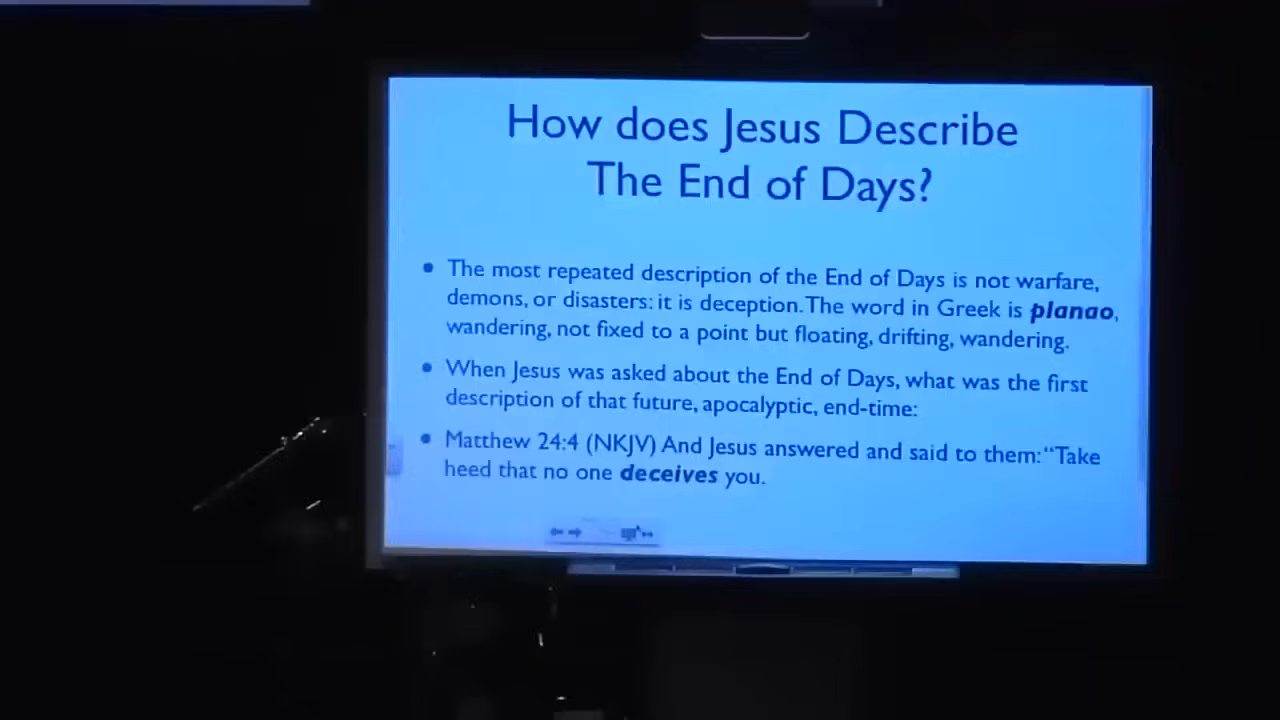 How does Jesus Describe
The End of Days?
• The most repeated description of the End of Days is not warfare,
demons, or disasters: it is deception. The word in Greek is planao,
wandering, not fixed to a point but floating, drifting, wandering.
• When Jesus was asked about the End of Days, what was the first
description of that future, apocalyptic, end-time:
• Matthew 24:4 (NKJV) And Jesus answered and said to them: “Take
heed that no one deceives you.